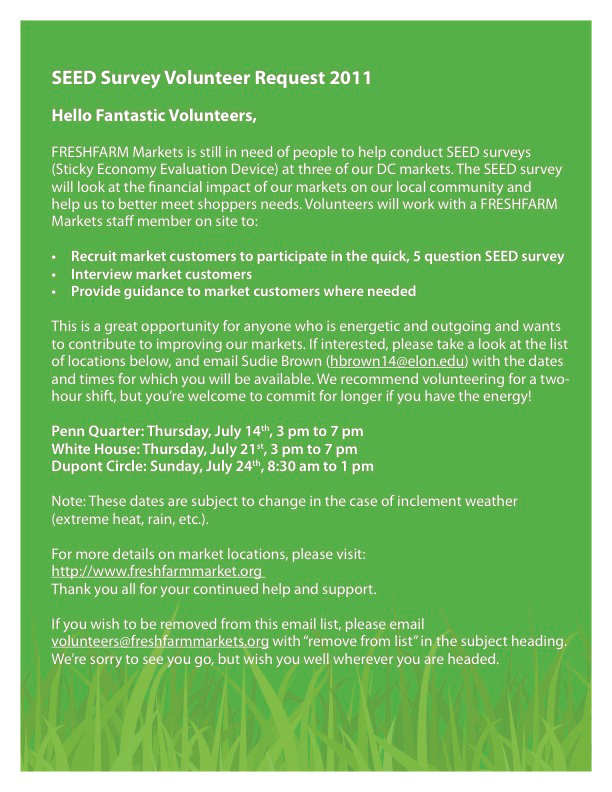 SEED Survey Volunteer Request 2011
Hello Fantastic Volunteers,
FRESHFARM Markets is still in need of people to help conduct SEED surveys
(Sticky Economy Evaluation Device) at three of our DC markets. The SEED survey
will look at the financial impact of our markets on our local community and
help us to better meet shoppers needs. Volunteers will work with a FRESHFARM
Markets staff member on site to:
• Recruit market customers to participate in the quick, 5 question SEED survey
• Interview market customers
• Provide guidance to market customers where needed
This is a great opportunity for anyone who is energetic and outgoing and wants
to contribute to improving our markets. If interested, please take a look at the list
of locations below, and email Sudie Brown (hbrown14@elon.edu) with the dates
and times for which you will be available. We recommend volunteering for a two-
hour shift, but you're welcome to commit for longer if you have the energy!
Penn Quarter: Thursday, July 14th, 3 pm to 7 pm
White House: Thursday, July 21st, 3 pm to 7 pm
Dupont Circle: Sunday, July 24th, 8:30 am to 1 pm
Note: These dates are subject to change in the case of inclement weather
(extreme heat, rain, etc.).
For more details on market locations, please visit:
http://www.freshfarmmarket.org
Thank you all for your continued help and support.
If you wish to be removed from this email list, please email
volunteers@freshfarmmarkets.org with “remove from list” in the subject heading.
We're sorry to see you go, but wish you well wherever you are headed.